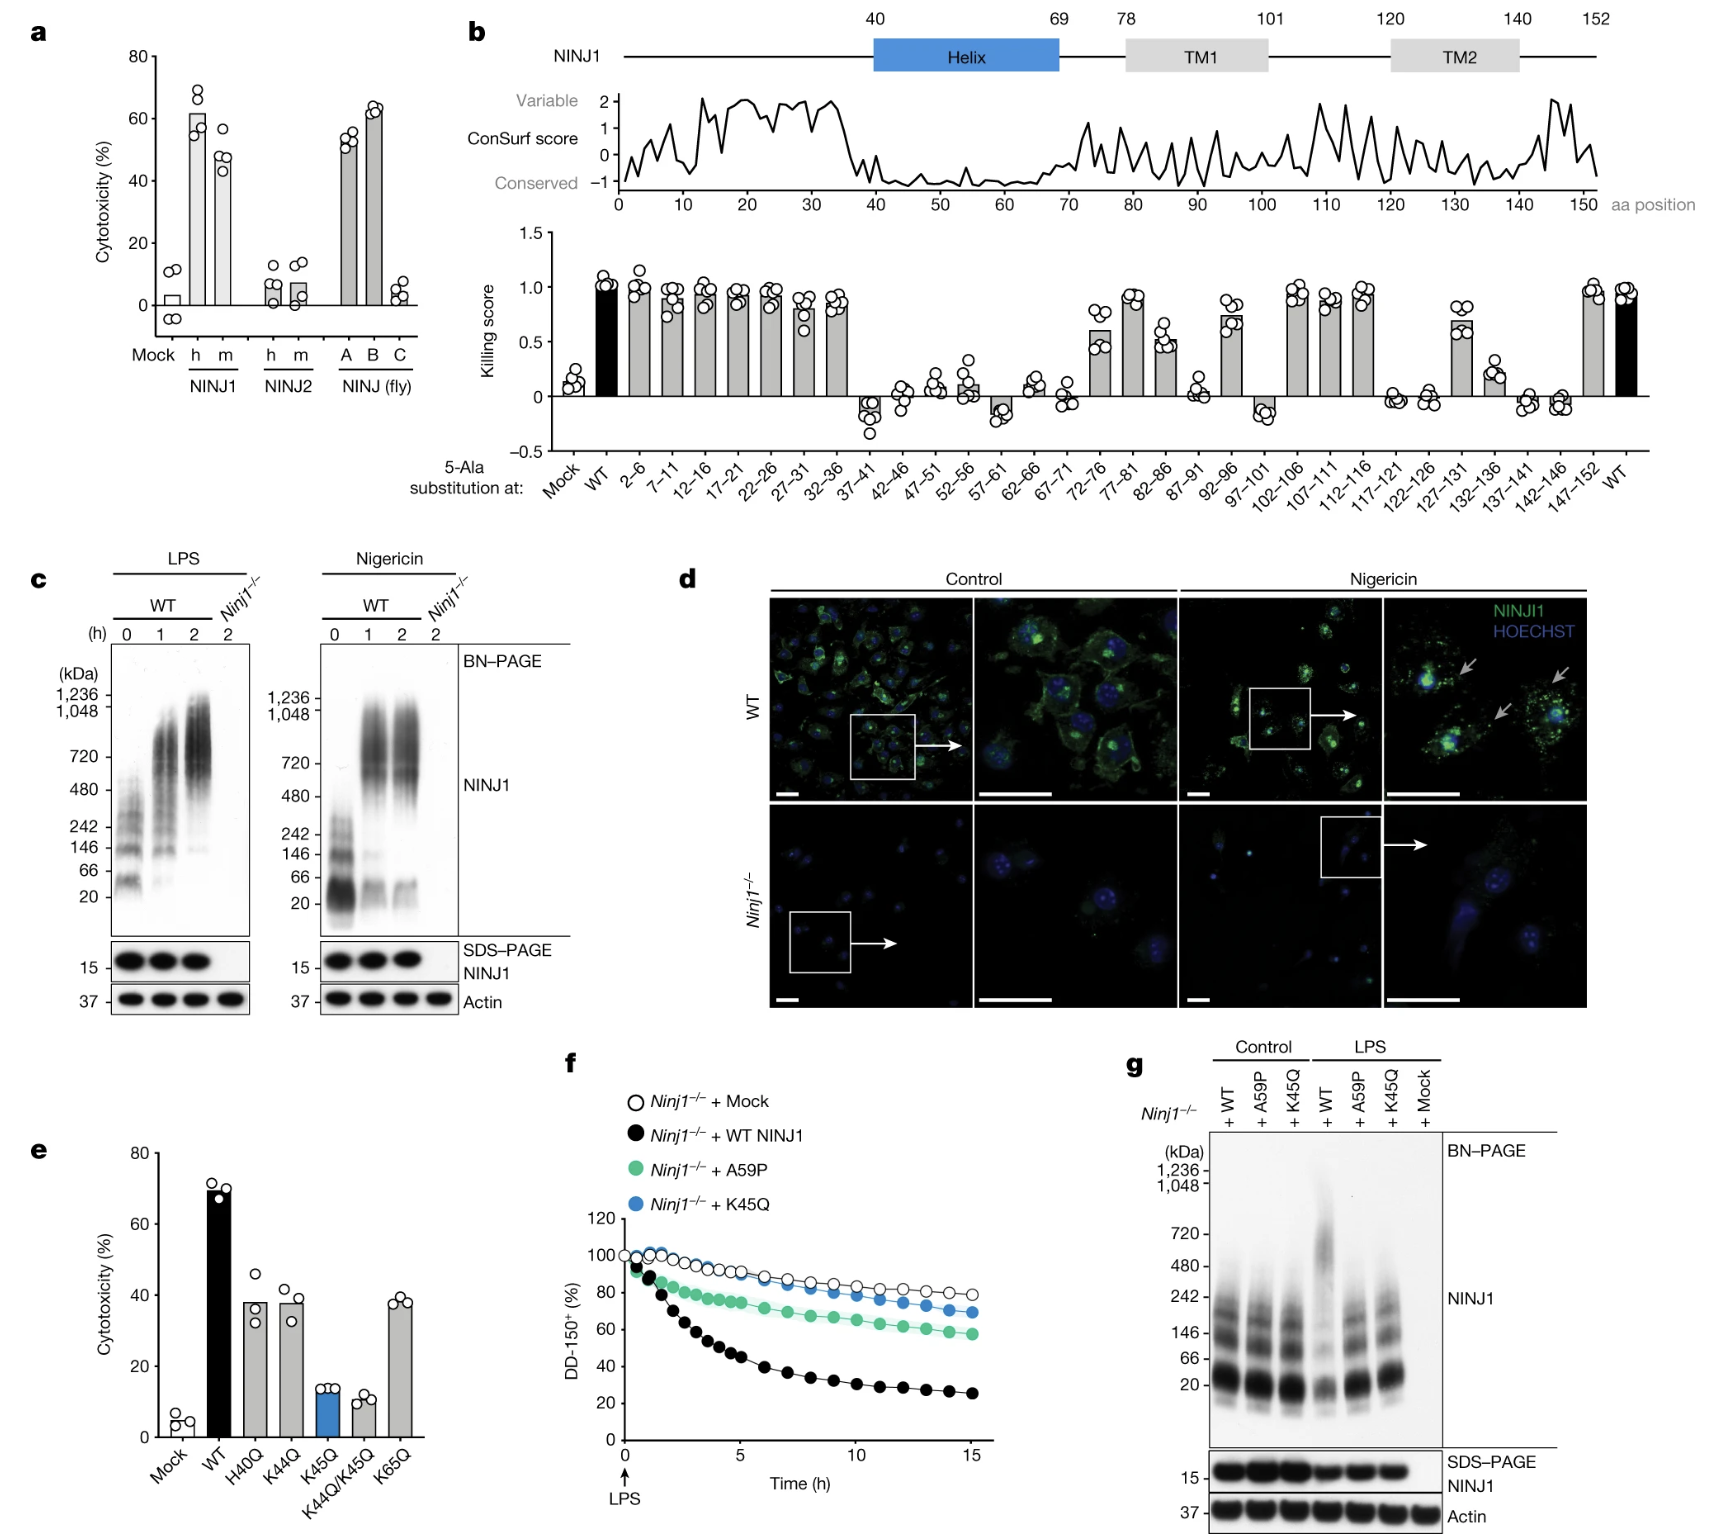 a
80
60
40
20
0
Cytotoxicity (%)
Mock h m h m A B C
NINJ1 NINJ2 NINJ (fly)
b
40 69 78 101 120 140 152
NINJ1 Helix TM1 TM2
Variable
ConSurf score
Conserved
2
1
0
−1
0 10 20 30 40 50 60 70 80 90 100 110 120 130 140 150 aa position
1.5
1.0
0.5
0
−0.5
Killing score
5-Ala
substitution at:
Mock WT 2–6 7–11 12–16 17–21 22–26 27–31 32–36 37–41 42–46 47–51 52–56 57–61 62–66 67–71 72–76 77–81 82–86 87–91 92–96 97–101 102–106 107–111 112–116 117–121 122–126 127–131 132–136 137–141 142–146 147–152 WT
c
LPS Nigericin
WT Ninj1−/− WT Ninj1−/−
(h) 0 1 2 2 0 1 2 2
(kDa)
1,236
1,048
720
480
242
146
66
20
15
37
1,236
1,048
720
480
242
146
66
20
15
37
BN–PAGE
NINJ1
SDS–PAGE
NINJ1
Actin
d
Control Nigericin
NINJI1
HOECHST
WT
Ninj1−/−
e
80
60
40
20
0
Cytotoxicity (%)
Mock WT H40Q K44Q K45Q K44Q/K45Q K65Q
f
Ninj1−/− + Mock
Ninj1−/− + WT NINJ1
Ninj1−/− + A59P
Ninj1−/− + K45Q
120
100
80
60
40
20
0
DD-150+ (%)
0 5 10 15
Time (h)
LPS
g
Control LPS
Ninj1−/− + WT + A59P + K45Q + WT + A59P + K45Q + Mock
(kDa)
1,236
1,048
720
480
242
146
66
20
15
37
BN–PAGE
NINJ1
SDS–PAGE
NINJ1
Actin